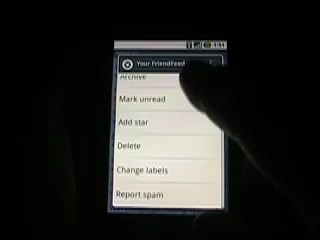 Your FriendFeed
Archive
Mark unread
Add star
Delete
Change labels
Report spam